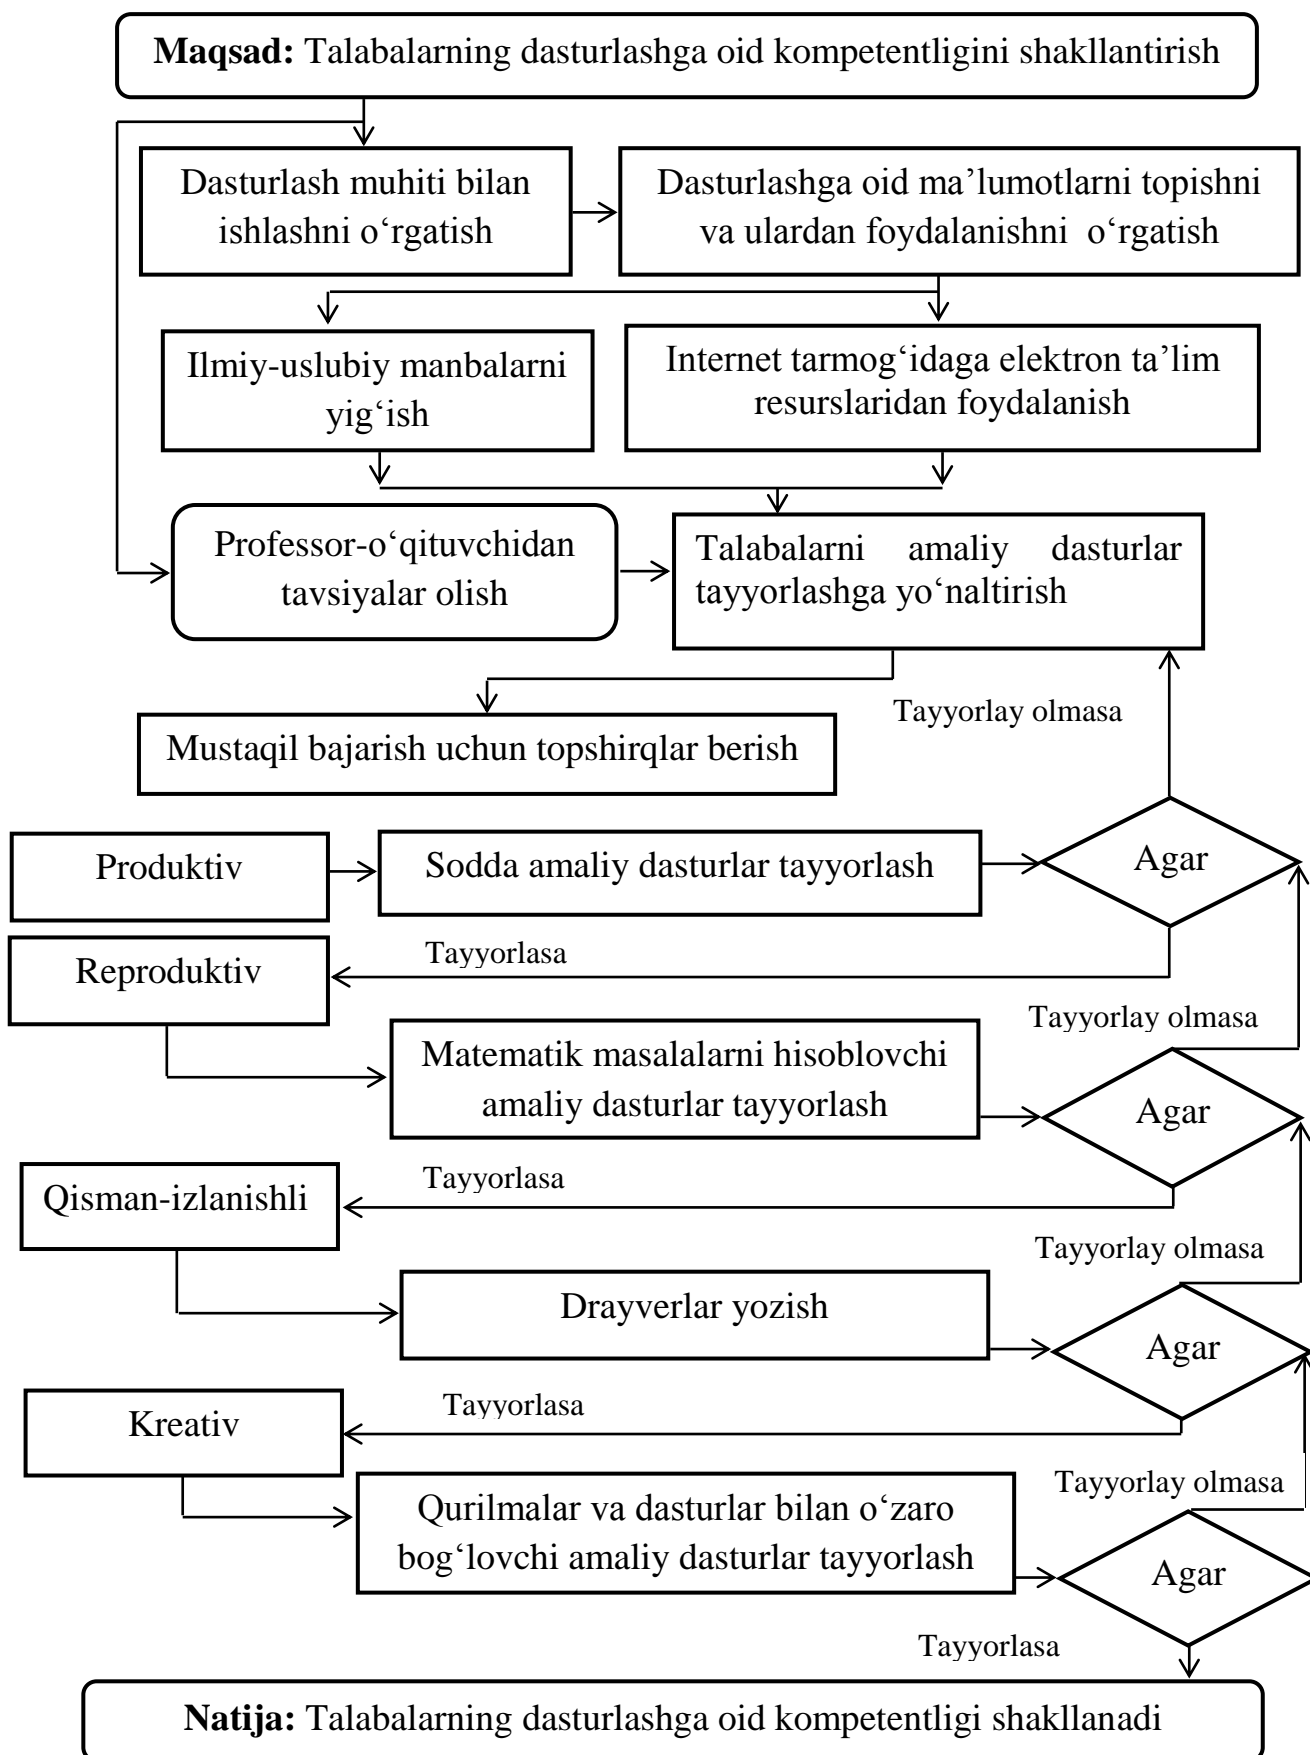 Maqsad: Talabalarning dasturlashga oid kompetentligini shakllantirish
Dasturlash muhiti bilan
ishlashni o‘rgatish
Dasturlashga oid ma’lumotlarni topishni
va ulardan foydalanishni o‘rgatish
Ilmiy-uslubiy manbalarni
yig‘ish
Internet tarmog‘idaga elektron ta’lim
resurslaridan foydalanish
Professor-o‘qituvchidan
tavsiyalar olish
Talabalarni amaliy dasturlar
tayyorlashga yo‘naltirish
Tayyorlay olmasa
Mustaqil bajarish uchun topshirqlar berish
Produktiv
Sodda amaliy dasturlar tayyorlash
Agar
Tayyorlasa
Reproduktiv
Tayyorlay olmasa
Matematik masalalarni hisoblovchi
amaliy dasturlar tayyorlash
Agar
Tayyorlasa
Qisman-izlanishli
Tayyorlay olmasa
Drayverlar yozish
Agar
Tayyorlasa
Kreativ
Tayyorlay olmasa
Qurilmalar va dasturlar bilan o‘zaro
bog‘lovchi amaliy dasturlar tayyorlash
Agar
Tayyorlasa
Natija: Talabalarning dasturlashga oid kompetentligi shakllanadi